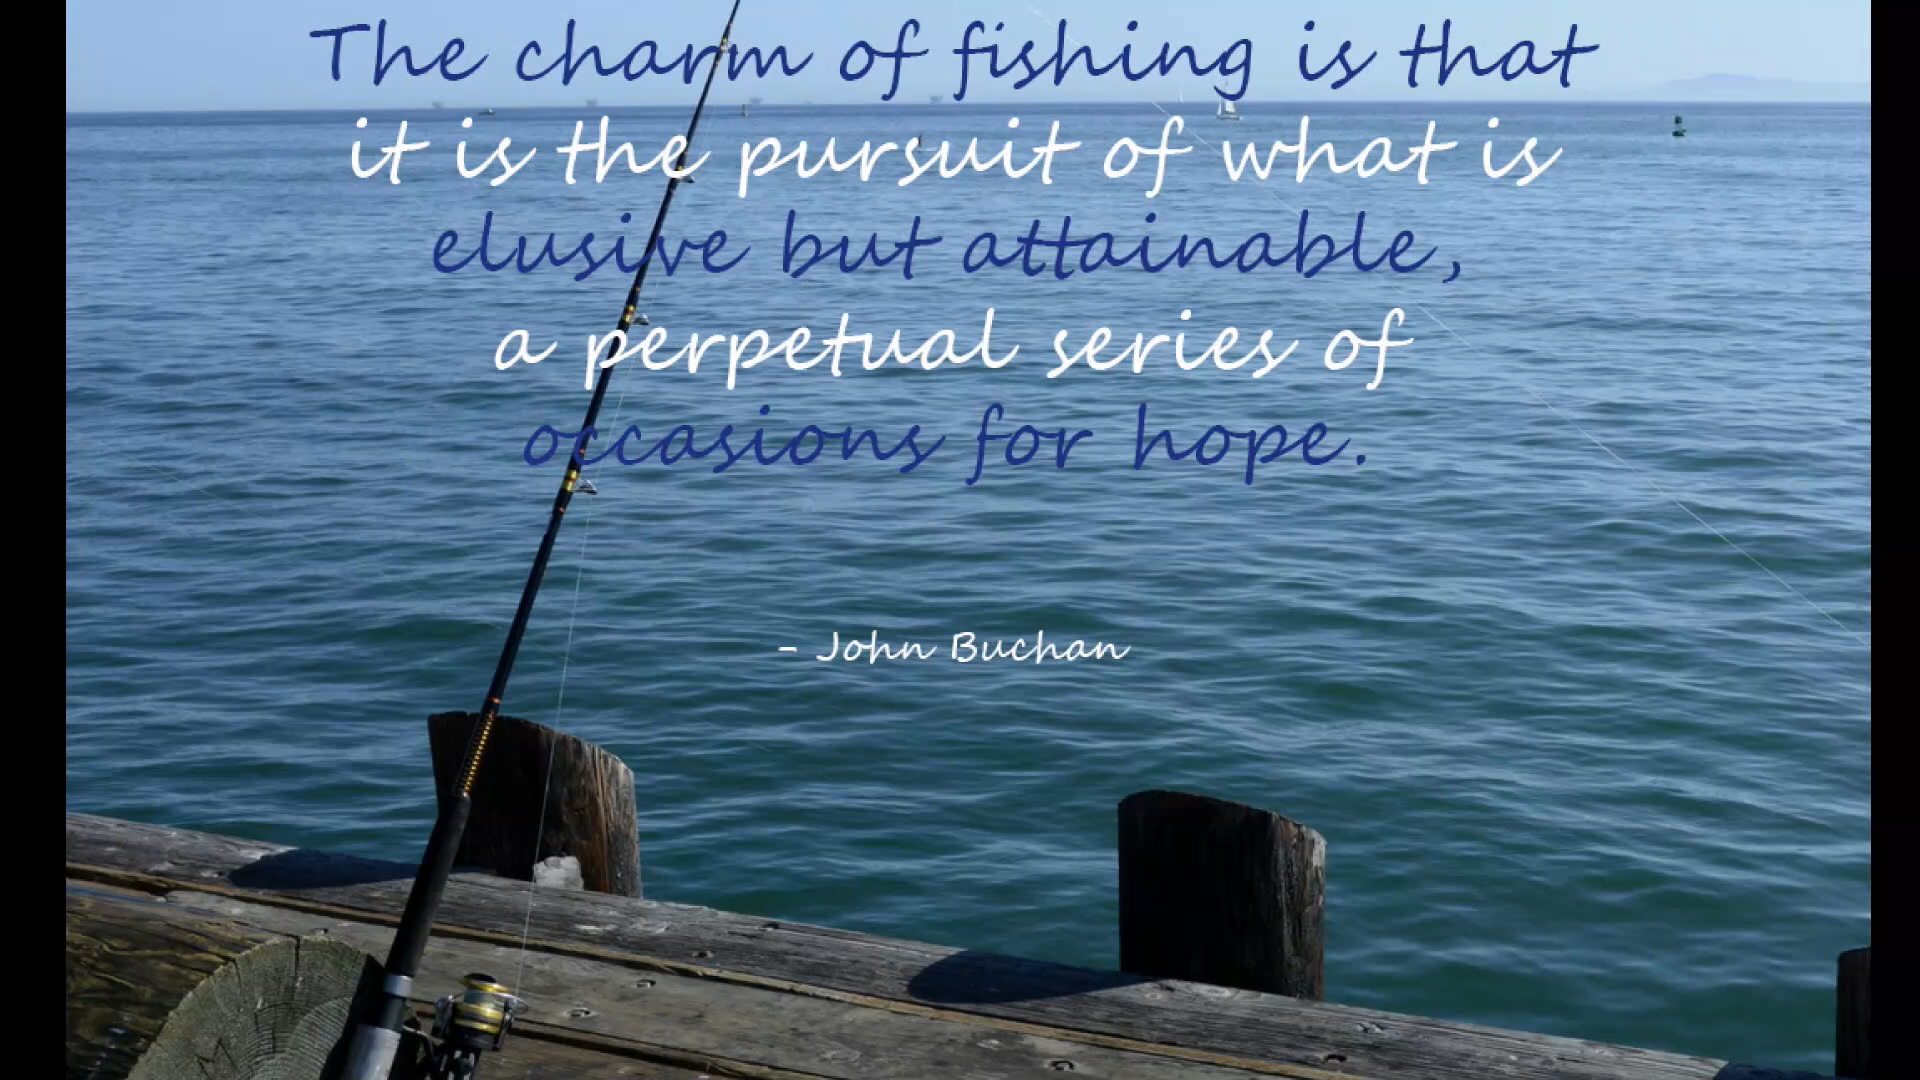 The charm of fishing is that
it is the pursuit of what is
elusive but attainable,
a perpetual series of
occasions for hope.
- John Buchan